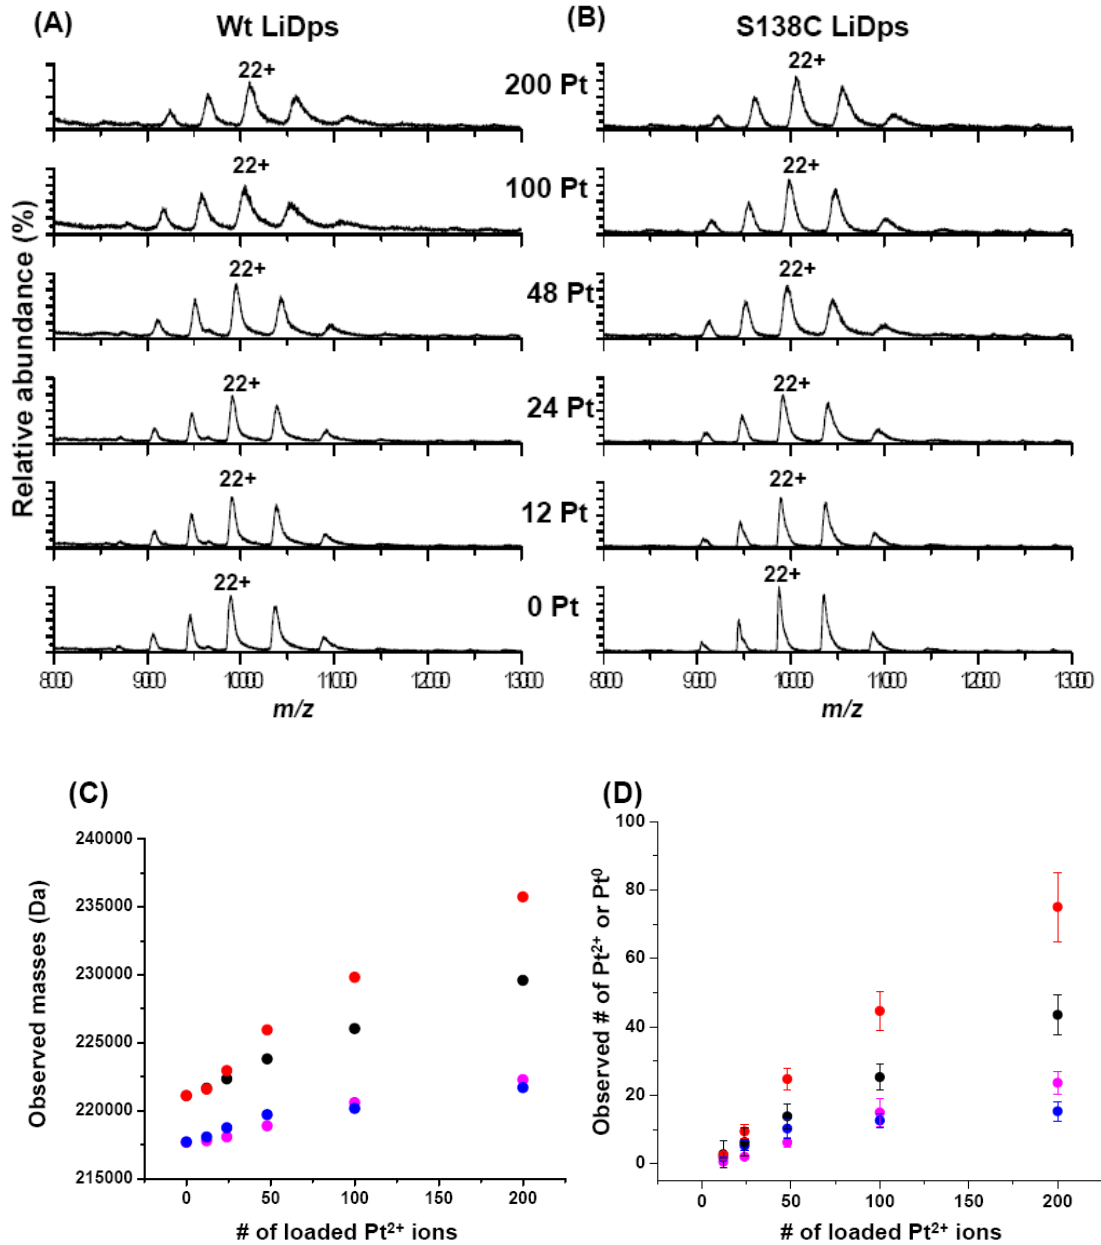 (A) Wt LiDps
(B) S138C LiDps
Relative abundance (%)
22+ 200 Pt 22+
22+ 100 Pt 22+
22+ 48 Pt 22+
22+ 24 Pt 22+
22+ 12 Pt 22+
22+ 0 Pt 22+
8000 9000 10000 11000 12000 13000
8000 9000 10000 11000 12000 13000
m/z
m/z
(C)
Observed masses (Da)
240000
235000
230000
225000
220000
215000
0 50 100 150 200
# of loaded Pt²⁺ ions
(D)
Observed # of Pt²⁺ or Pt⁰
100
80
60
40
20
0
0 50 100 150 200
# of loaded Pt²⁺ ions